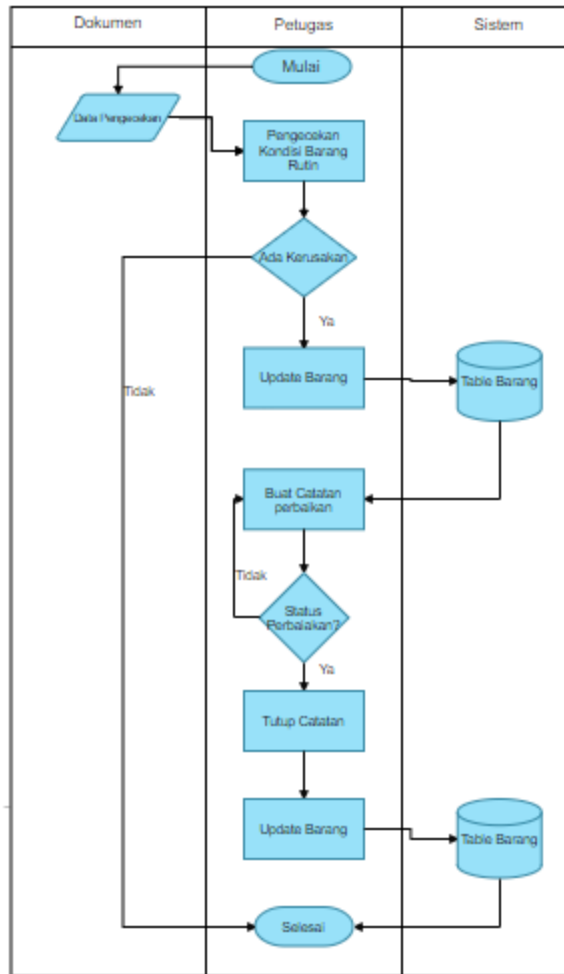 Dokumen
Petugas
Sistem
Mulai
Data Pengecekan
Pengecekan
Kondisi Barang
Rutin
Ada Kerusakan
Ya
Update Barang
Table Barang
Tidak
Buat Catatan
perbaikan
Tidak
Status
Perbaiakan?
Ya
Tutup Catatan
Update Barang
Table Barang
Selesai